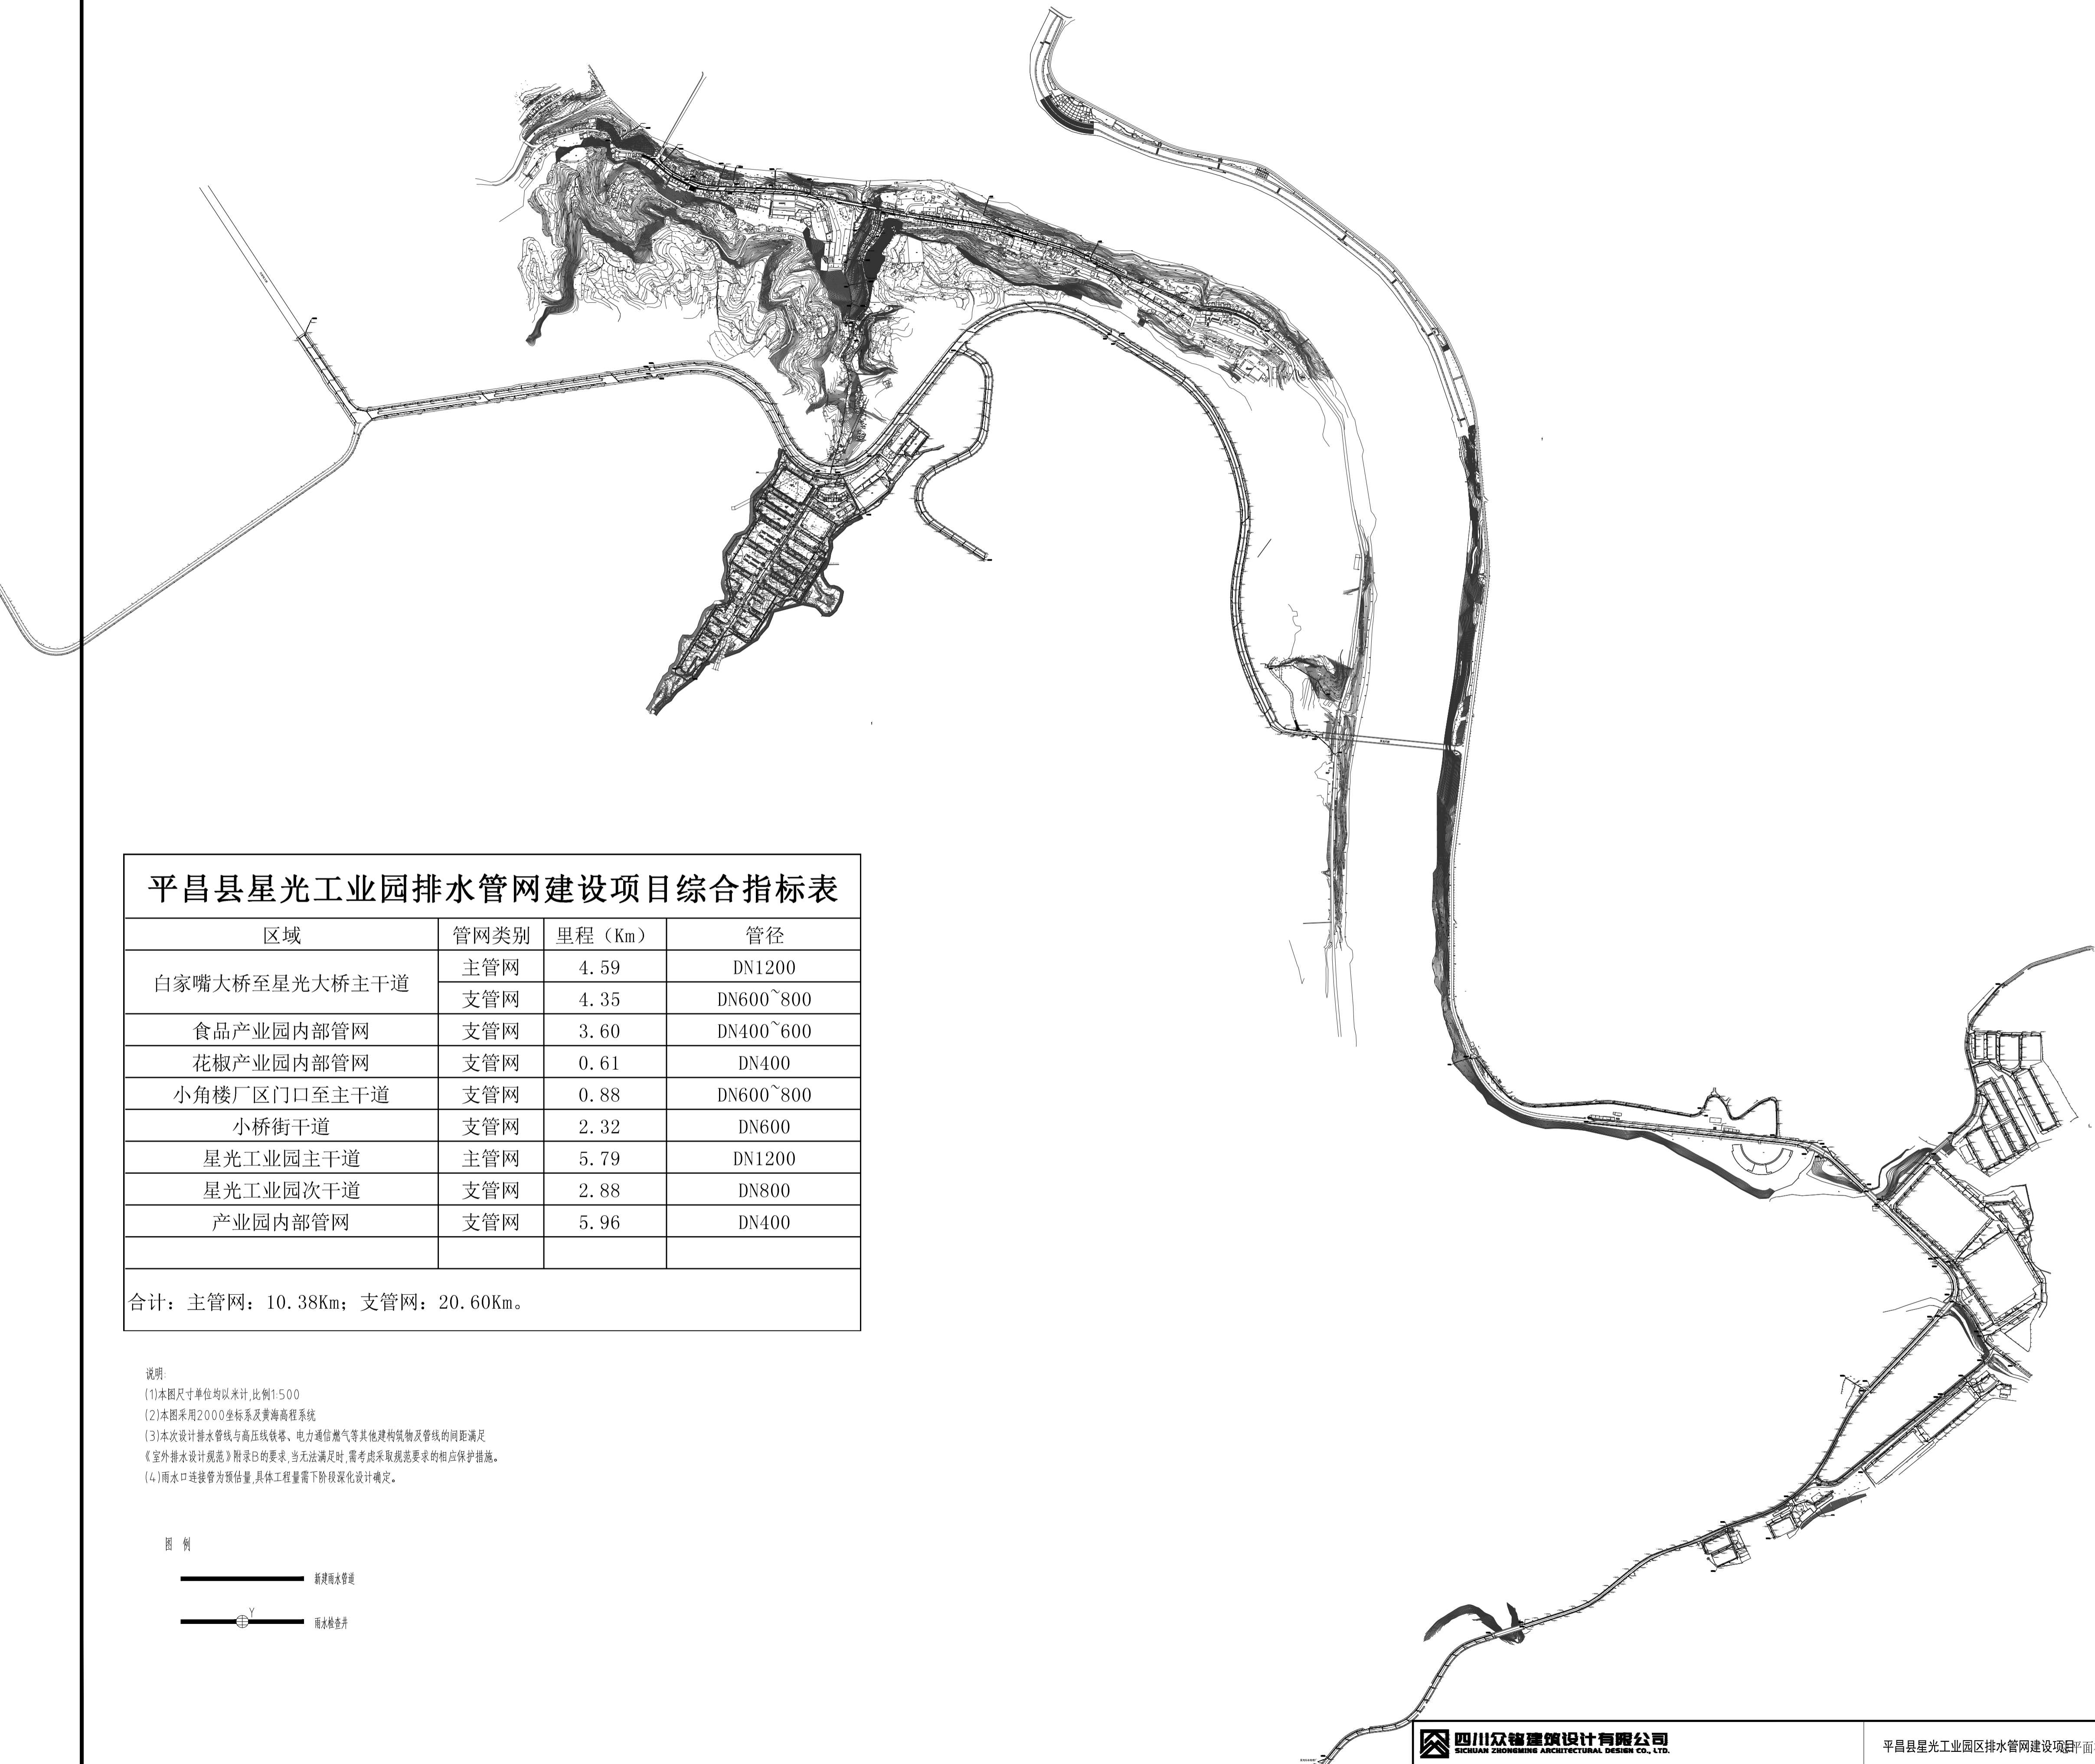 平昌县星光工业园排水管网建设项目综合指标表
区域 管网类别 里程（Km） 管径
白家嘴大桥至星光大桥主干道 主管网 4.59 DN1200
支管网 4.35 DN600~800
食品产业园内部管网 支管网 3.60 DN400~600
花椒产业园内部管网 支管网 0.61 DN400
小角楼厂区门口至主干道 支管网 0.88 DN600~800
小桥街干道 支管网 2.32 DN600
星光工业园主干道 主管网 5.79 DN1200
星光工业园次干道 支管网 2.88 DN800
产业园内部管网 支管网 5.96 DN400
合计：主管网：10.38Km；支管网：20.60Km。
说明:
(1)本图尺寸单位均以米计,比例1:500
(2)本图采用2000坐标系及黄海高程系统
(3)本次设计排水管线与高压线铁塔、电力通信燃气等其他建构筑物及管线的间距满足
《室外排水设计规范》附录B的要求,当无法满足时,需考虑采取规范要求的相应保护措施。
(4)雨水口连接管为预估量,具体工程量需下阶段深化设计确定。
图 例
新建雨水管道
Y
雨水检查井
四川众铭建筑设计有限公司
SICHUAN ZHONGMING ARCHITECTURAL DESIGN CO., LTD.
平昌县星光工业园区排水管网建设项目